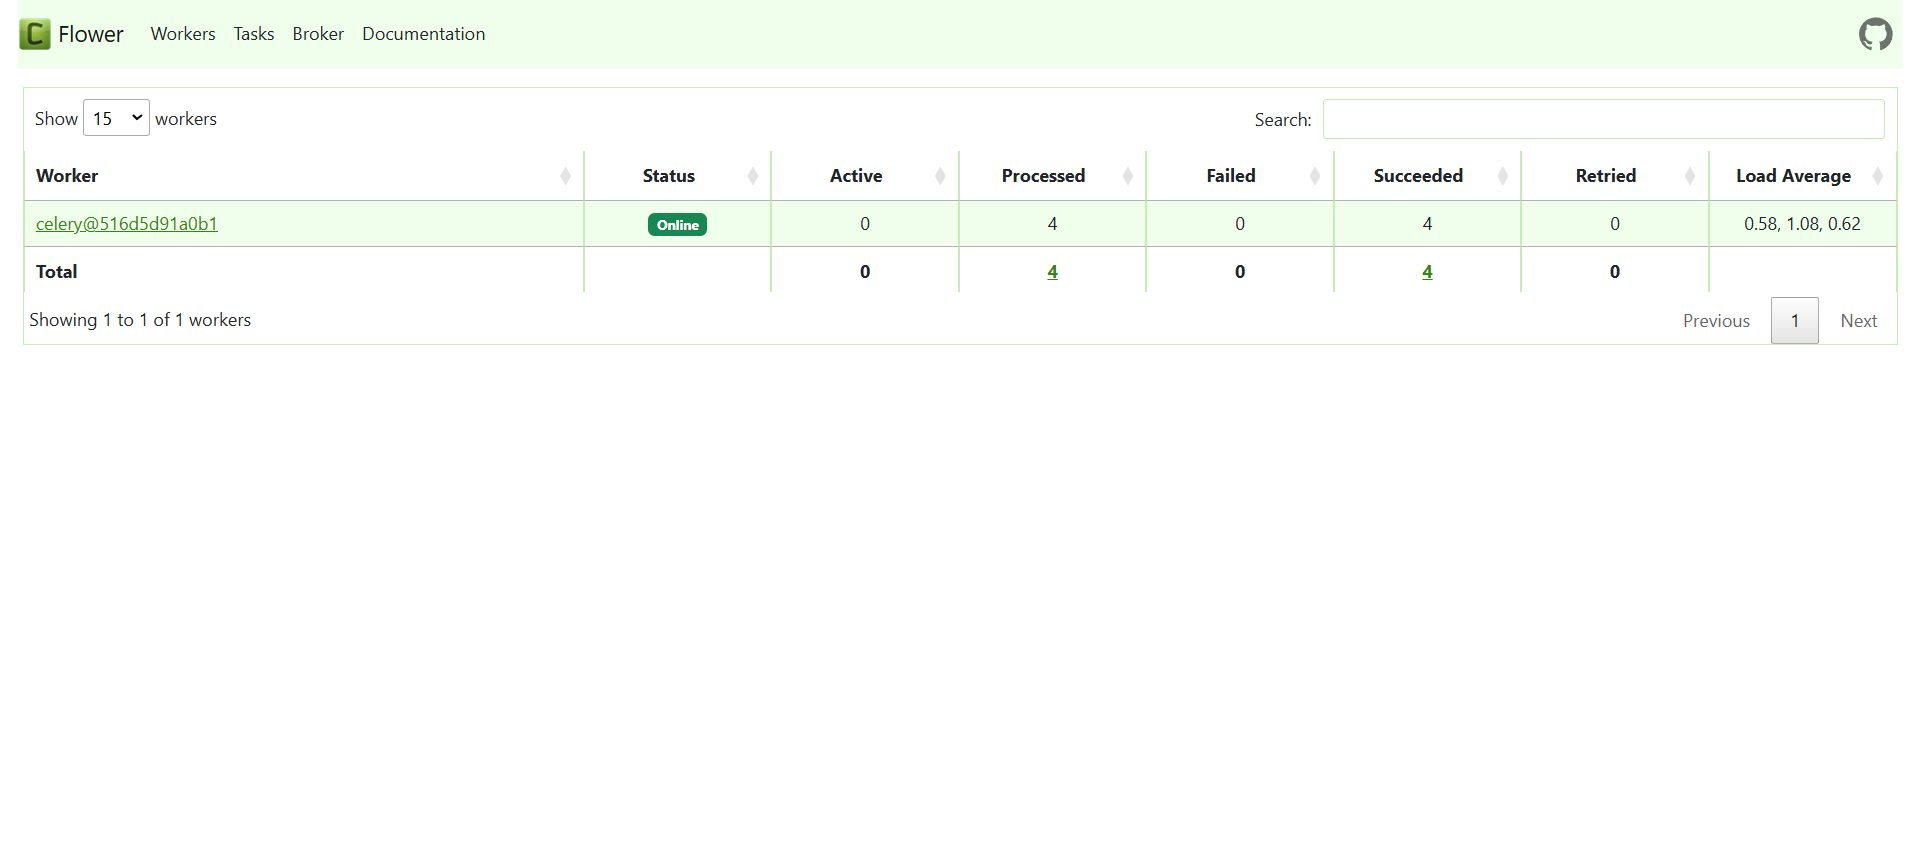 C Flower Workers Tasks Broker Documentation
Show 15 workers Search:
Worker Status Active Processed Failed Succeeded Retried Load Average
celery@516d5d91a0b1 Online 0 4 0 4 0 0.58, 1.08, 0.62
Total 0 4 0 4 0
Showing 1 to 1 of 1 workers Previous 1 Next